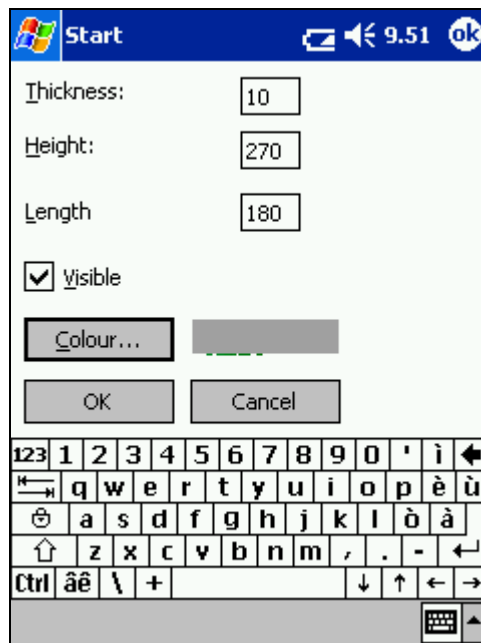 Start 9.51 ok
Thickness: 10
Height: 270
Length 180
Visible
Colour...
OK Cancel
123 1 2 3 4 5 6 7 8 9 0 ' ì
q w e r t y u i o p è ù
a s d f g h j k l ò à
z x c v b n m , . -
Ctrl âê \ + ↓ ↑ ← →